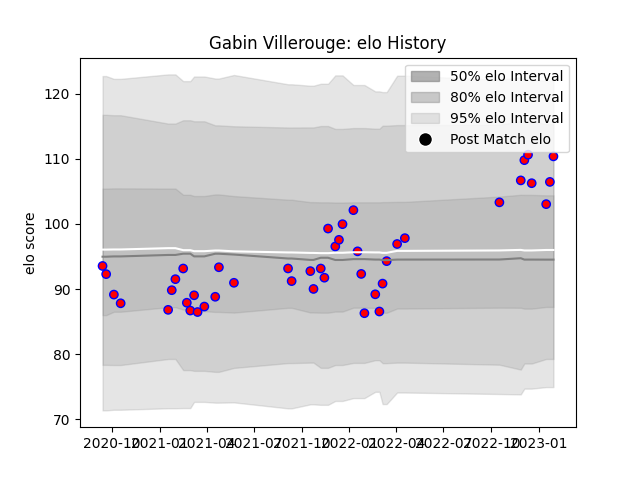 Gabin Villerouge: elo History
50% elo Interval
80% elo Interval
95% elo Interval
Post Match elo
elo score
120
110
100
90
80
70
2020-10 2021-01 2021-04 2021-07 2021-10 2022-01 2022-04 2022-07 2022-10 2023-01